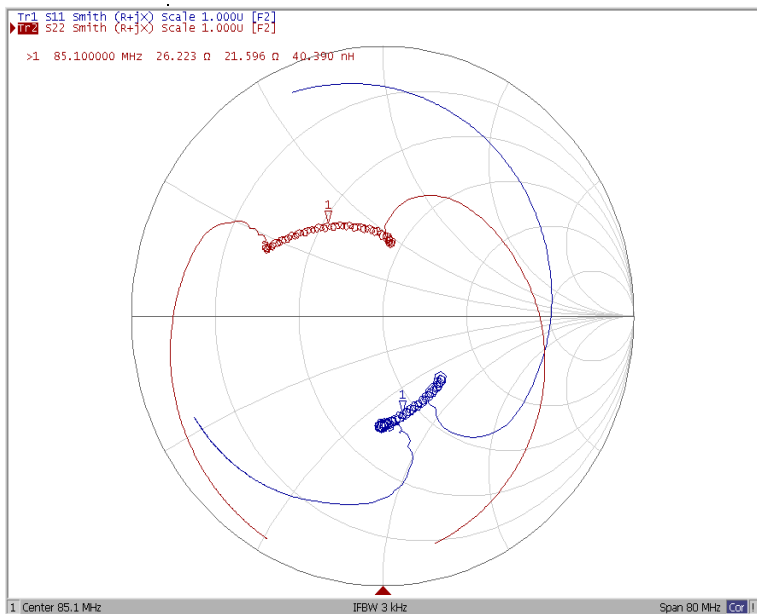 Tr1 S11 Smith (R+jX) Scale 1.000U [F2]
Tr2 S22 Smith (R+jX) Scale 1.000U [F2]
>1 85.100000 MHz 26.223 Ω 21.596 Ω 40.390 nH
1
1
1 Center 85.1 MHz IFBW 3 kHz Span 80 MHz Cor !